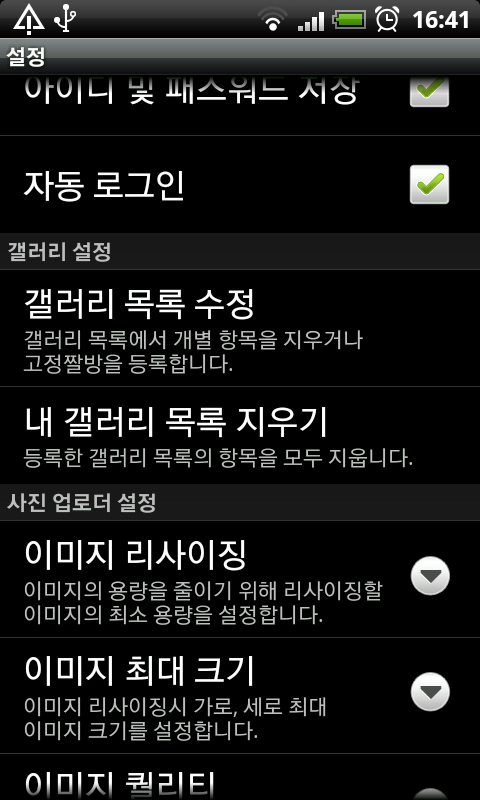 16:41
설정
아이디 및 패스워드 저장
자동 로그인
갤러리 설정
갤러리 목록 수정
갤러리 목록에서 개별 항목을 지우거나
고정짤방을 등록합니다.
내 갤러리 목록 지우기
등록한 갤러리 목록의 항목을 모두 지웁니다.
사진 업로더 설정
이미지 리사이징
이미지의 용량을 줄이기 위해 리사이징할
이미지의 최소 용량을 설정합니다.
이미지 최대 크기
이미지 리사이징시 가로, 세로 최대
이미지 크기를 설정합니다.
이미지 퀄리티